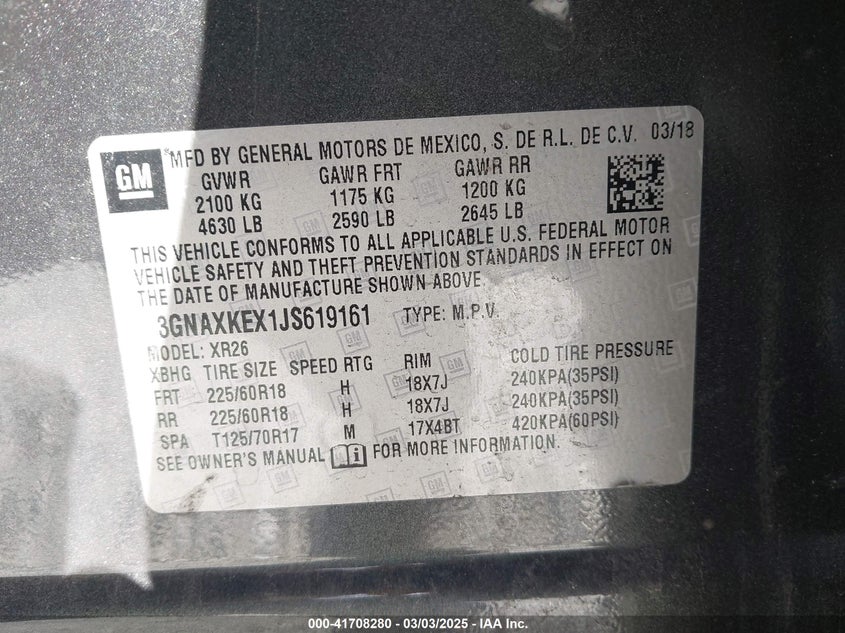 GM
MFD BY GENERAL MOTORS DE MEXICO, S. DE R.L. DE C.V. 03/18
GVWR GAWR FRT GAWR RR
2100 KG 1175 KG 1200 KG
4630 LB 2590 LB 2645 LB
THIS VEHICLE CONFORMS TO ALL APPLICABLE U.S. FEDERAL MOTOR
VEHICLE SAFETY AND THEFT PREVENTION STANDARDS IN EFFECT ON
THE DATE OF MANUFACTURE SHOWN ABOVE.
3GNAXKEX1JS619161 TYPE: M.P.V.
MODEL: XR26
XBHG TIRE SIZE SPEED RTG RIM COLD TIRE PRESSURE
FRT 225/60R18 H 18X7J 240KPA(35PSI)
RR 225/60R18 H 18X7J 240KPA(35PSI)
SPA T125/70R17 M 17X4BT 420KPA(60PSI)
SEE OWNER'S MANUAL FOR MORE INFORMATION.
000-41708280 - 03/03/2025 - IAA Inc.